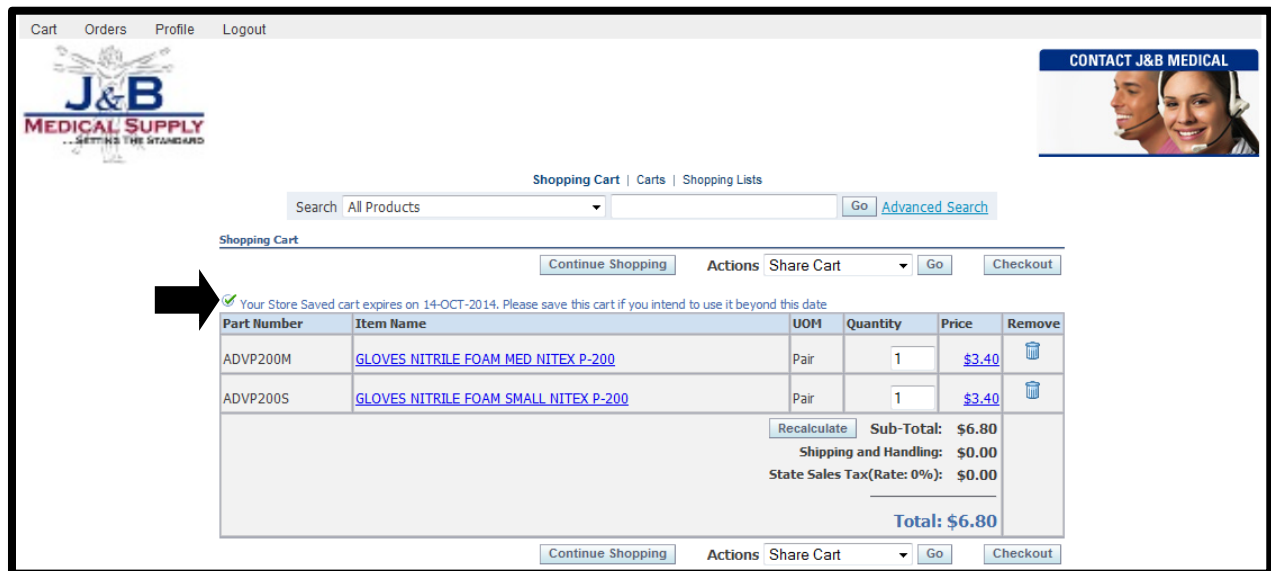 Cart Orders Profile Logout
J&B
MEDICAL SUPPLY
...SETTING THE STANDARD
CONTACT J&B MEDICAL
Shopping Cart | Carts | Shopping Lists
Search All Products Go Advanced Search
Shopping Cart
Continue Shopping Actions Share Cart Go Checkout
Your Store Saved cart expires on 14-OCT-2014. Please save this cart if you intend to use it beyond this date
Part Number Item Name UOM Quantity Price Remove
ADVP200M GLOVES NITRILE FOAM MED NITEX P-200 Pair 1 $3.40
ADVP200S GLOVES NITRILE FOAM SMALL NITEX P-200 Pair 1 $3.40
Recalculate Sub-Total: $6.80
Shipping and Handling: $0.00
State Sales Tax(Rate: 0%): $0.00
Total: $6.80
Continue Shopping Actions Share Cart Go Checkout